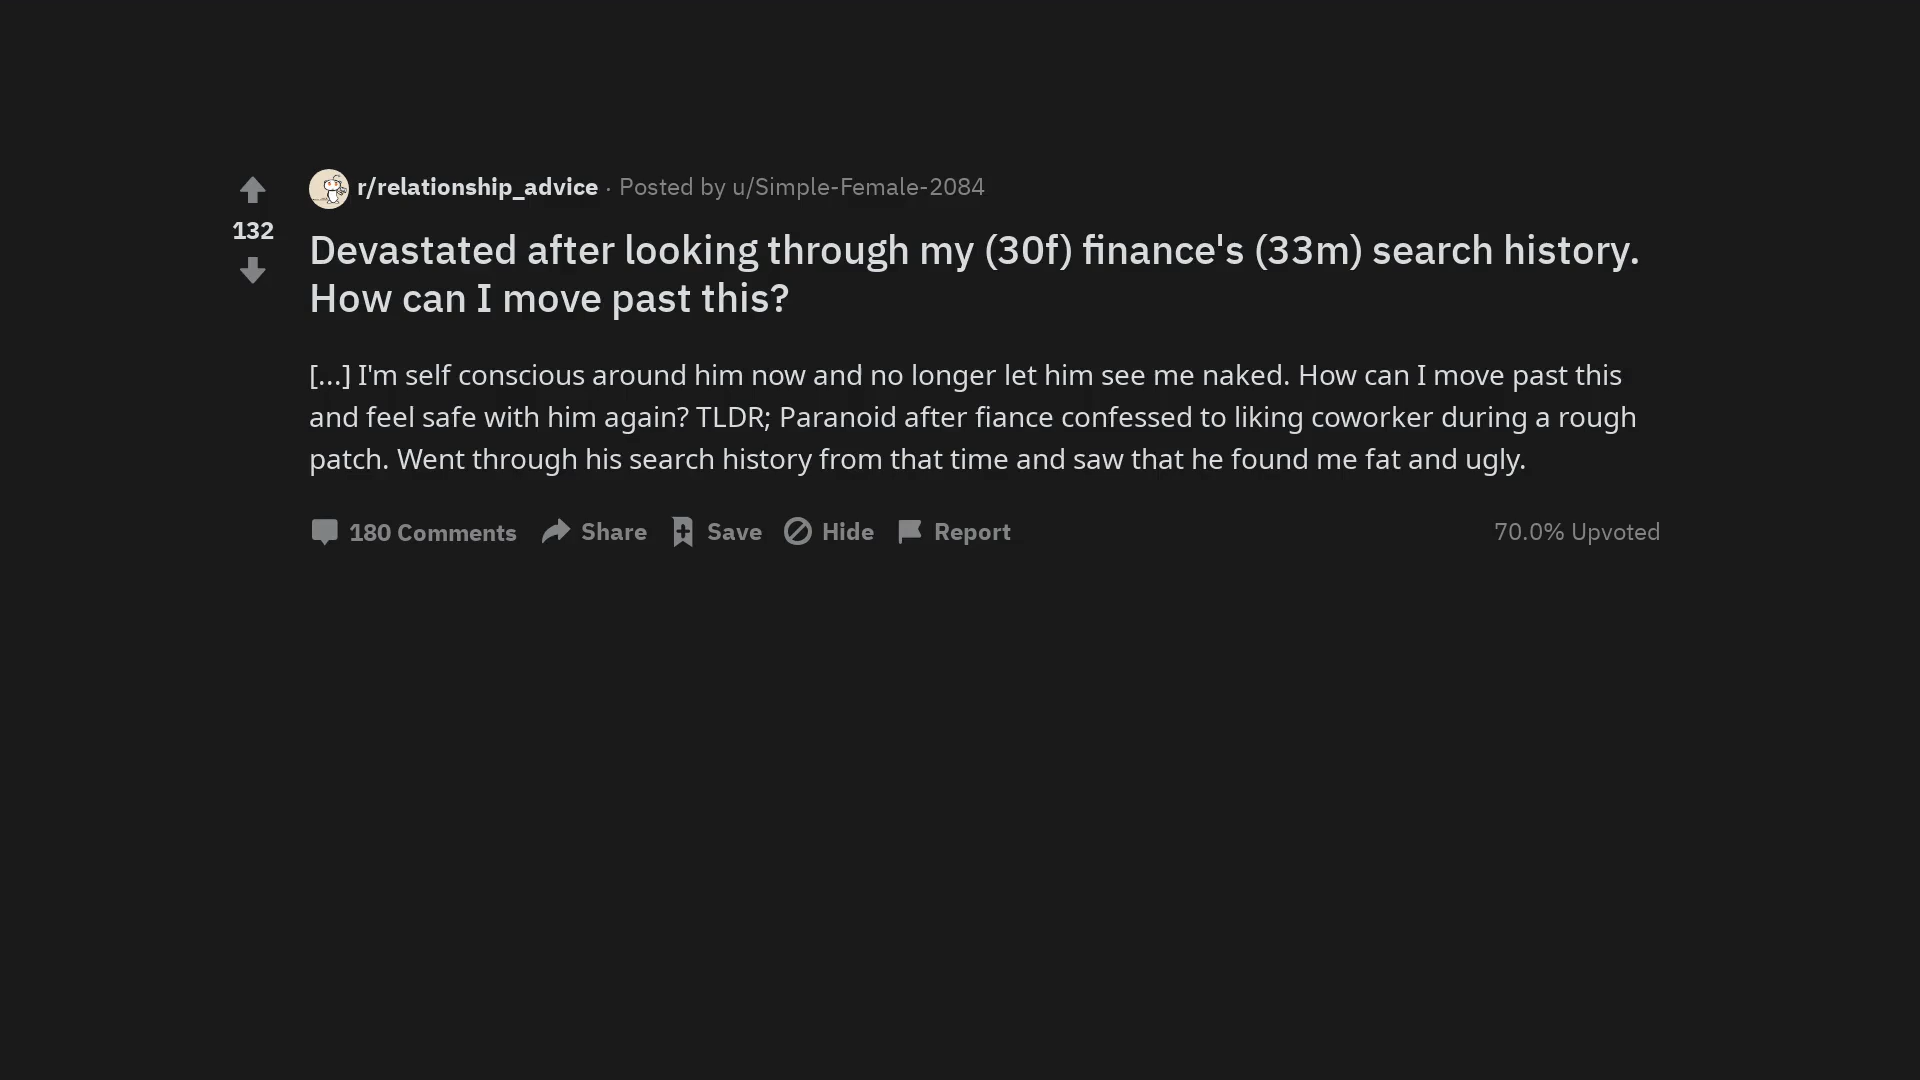 r/relationship_advice · Posted by u/Simple-Female-2084
132
Devastated after looking through my (30f) finance's (33m) search history.
How can I move past this?
[...] I'm self conscious around him now and no longer let him see me naked. How can I move past this
and feel safe with him again? TLDR; Paranoid after fiance confessed to liking coworker during a rough
patch. Went through his search history from that time and saw that he found me fat and ugly.
180 Comments Share Save Hide Report 70.0% Upvoted